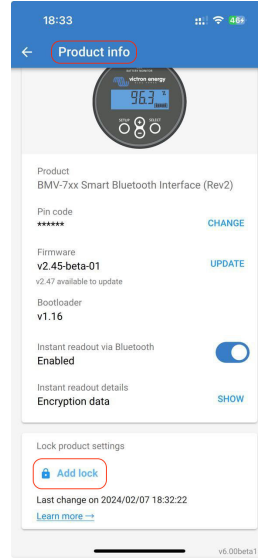 18:33
46
Product info
victron energy
96.3 %
SETUP
SELECT
Product
BMV-7xx Smart Bluetooth Interface (Rev2)
Pin code
****** CHANGE
Firmware
v2.45-beta-01 UPDATE
v2.47 available to update
Bootloader
v1.16
Instant readout via Bluetooth
Enabled
Instant readout details
Encryption data SHOW
Lock product settings
Add lock
Last change on 2024/02/07 18:32:22
Learn more →
v6.00beta1